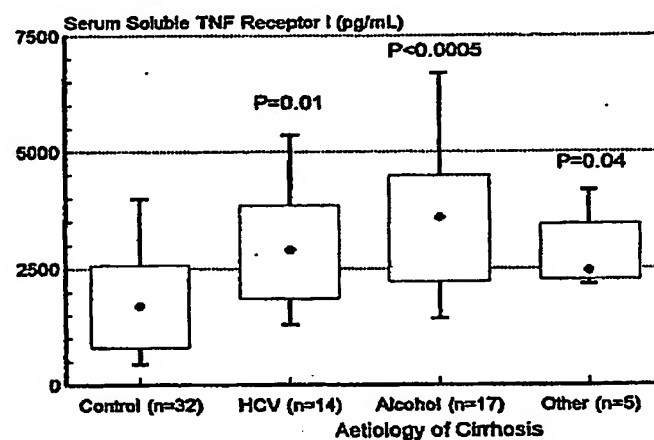 Serum Soluble TNF Receptor I (pg/mL)
7500
P<0.0005
P=0.01
5000
P=0.04
2500
0
Control (n=32) HCV (n=14) Alcohol (n=17) Other (n=5)
Aetiology of Cirrhosis